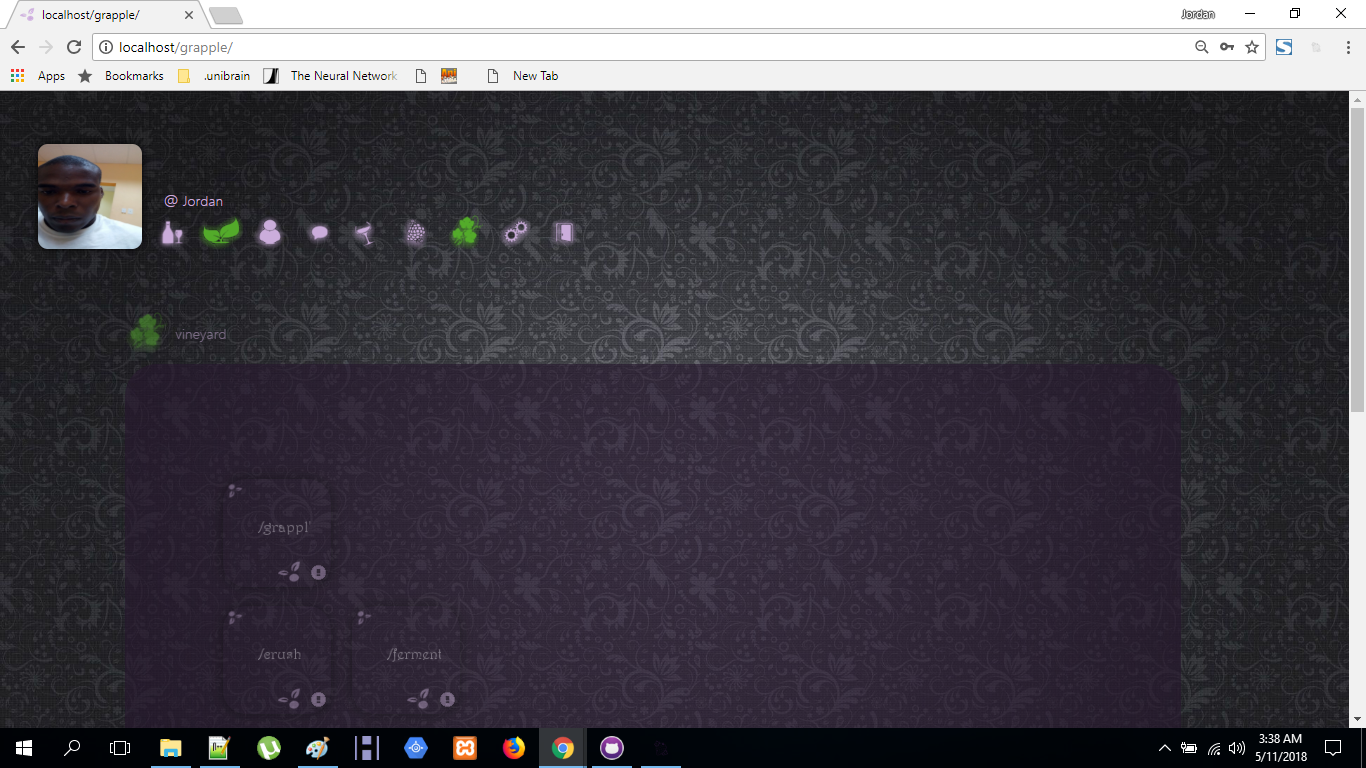 localhost/grapple/
Jordan
localhost/grapple/
Apps
Bookmarks
.unibrain
The Neural Network
New Tab
@ Jordan
vineyard
/grappl
/crush
/ferment
3:38 AM
5/11/2018